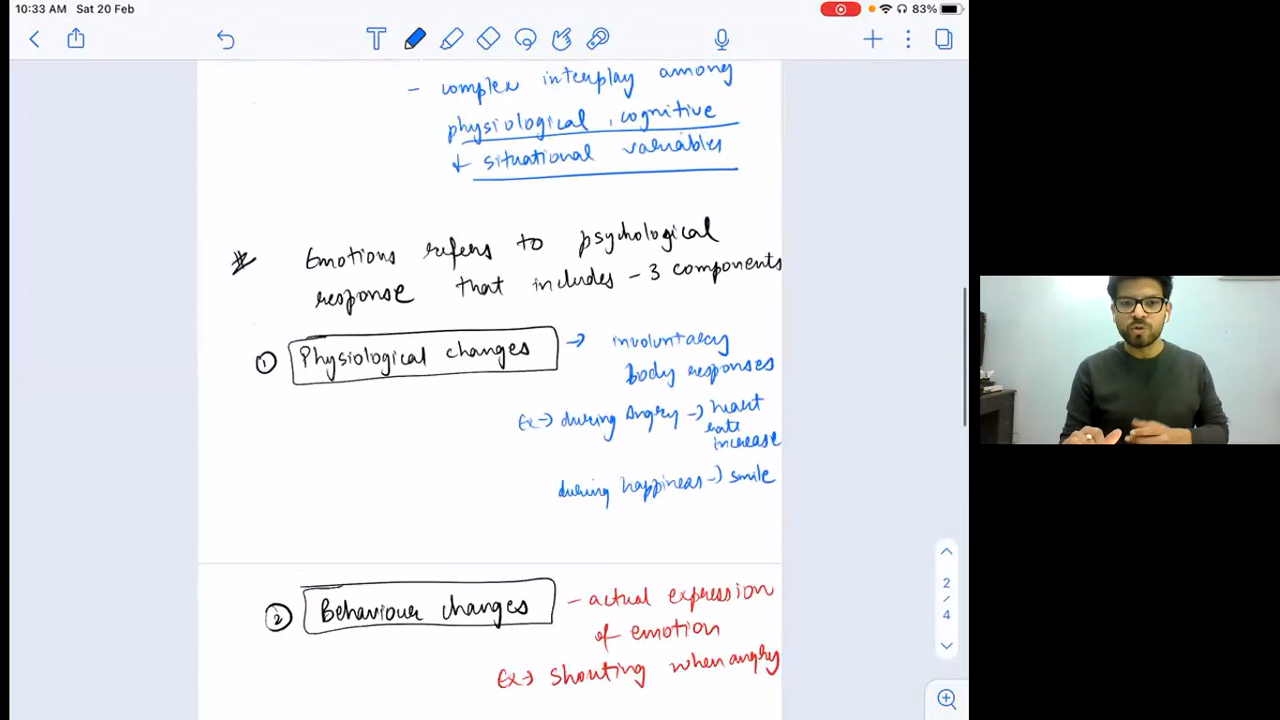 10:33 AM Sat 20 Feb
83%
- complex interplay among
physiological, cognitive
+ situational variables
* Emotions refers to psychological
response that includes - 3 components
① Physiological changes → involuntary
body responses
Ex → during Angry → heart
rate
increase
during happiness → smile
② Behaviour changes - actual expression
of emotion
Ex → shouting when angry
2
/
4